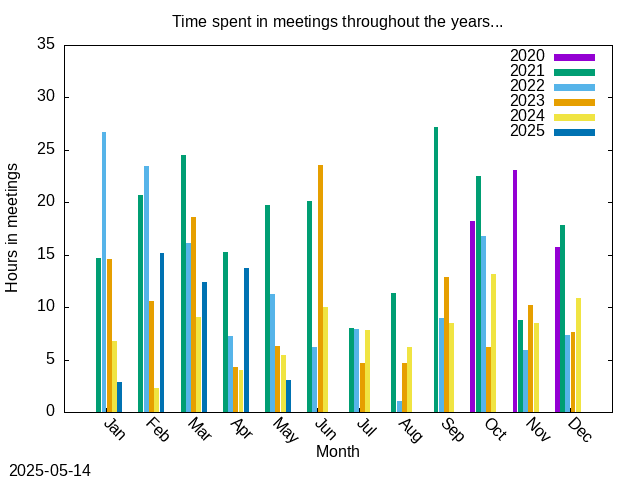 Time spent in meetings throughout the years...
35
30
25
20
15
10
5
0
Hours in meetings
2020
2021
2022
2023
2024
2025
Jan
Feb
Mar
Apr
May
Jun
Jul
Aug
Sep
Oct
Nov
Dec
Month
2025-05-14